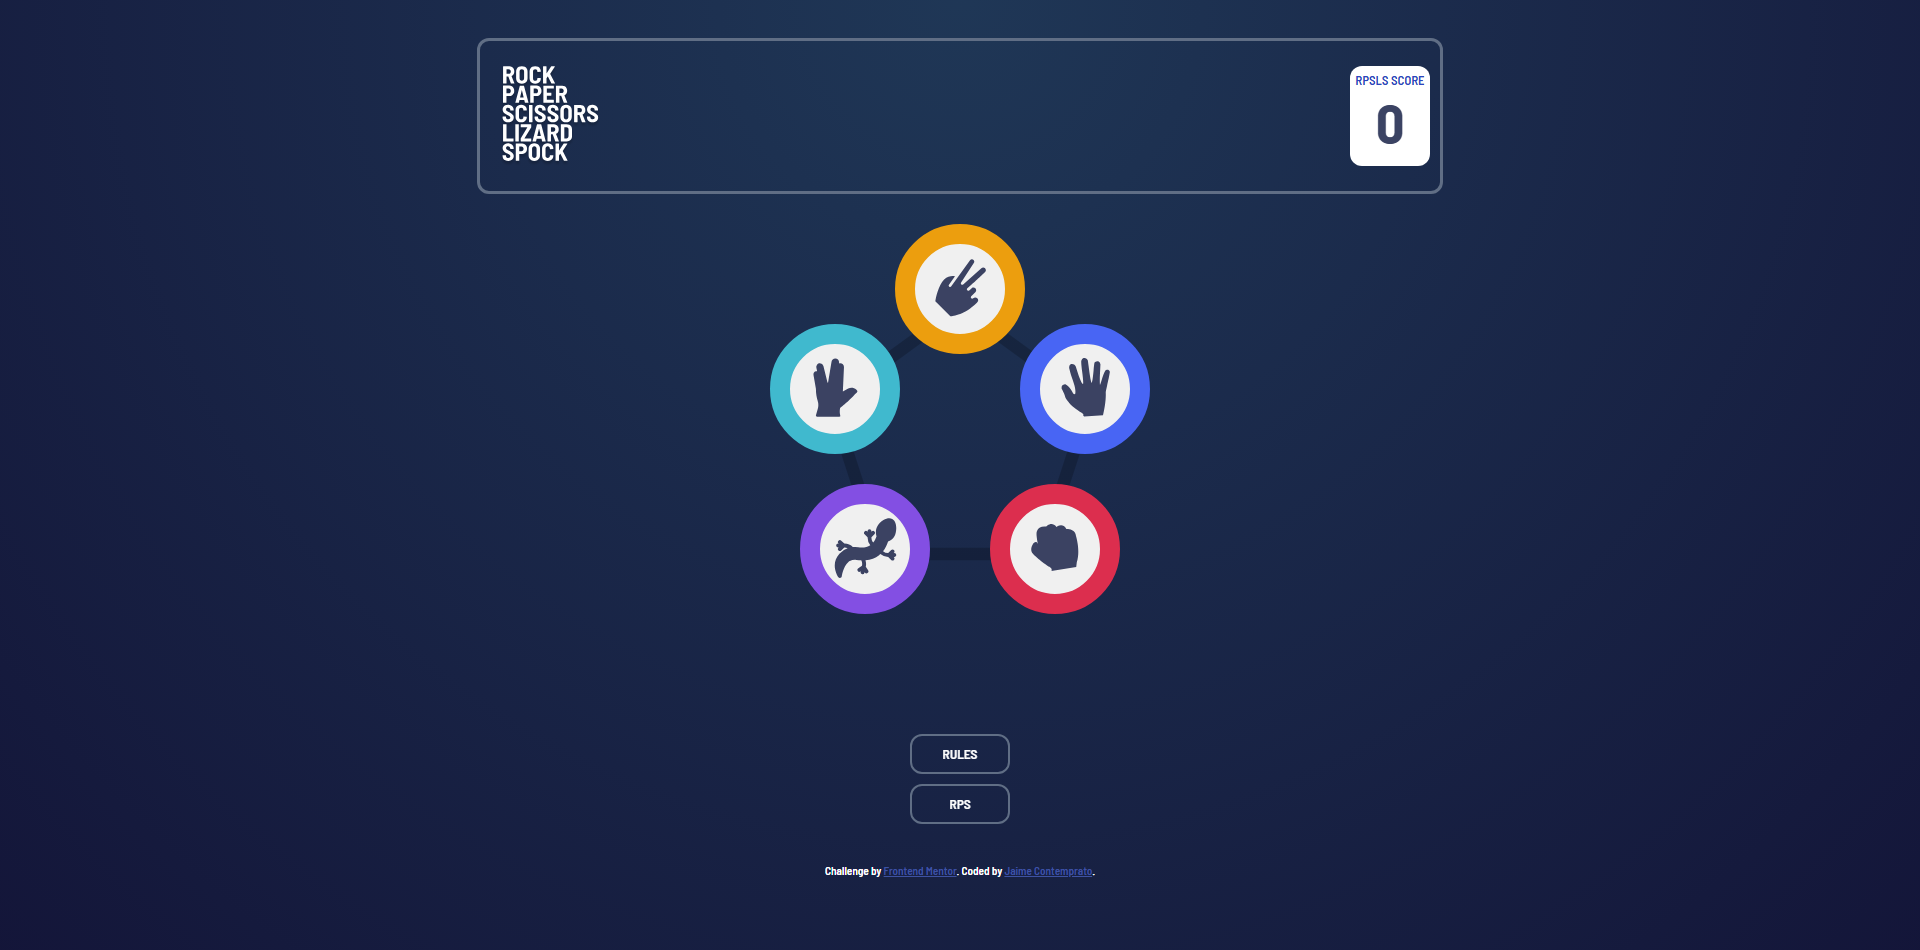 ROCK
PAPER
SCISSORS
LIZARD
SPOCK
RPSLS SCORE
0
RULES
RPS
Challenge by Frontend Mentor. Coded by Jaime Contemprato.